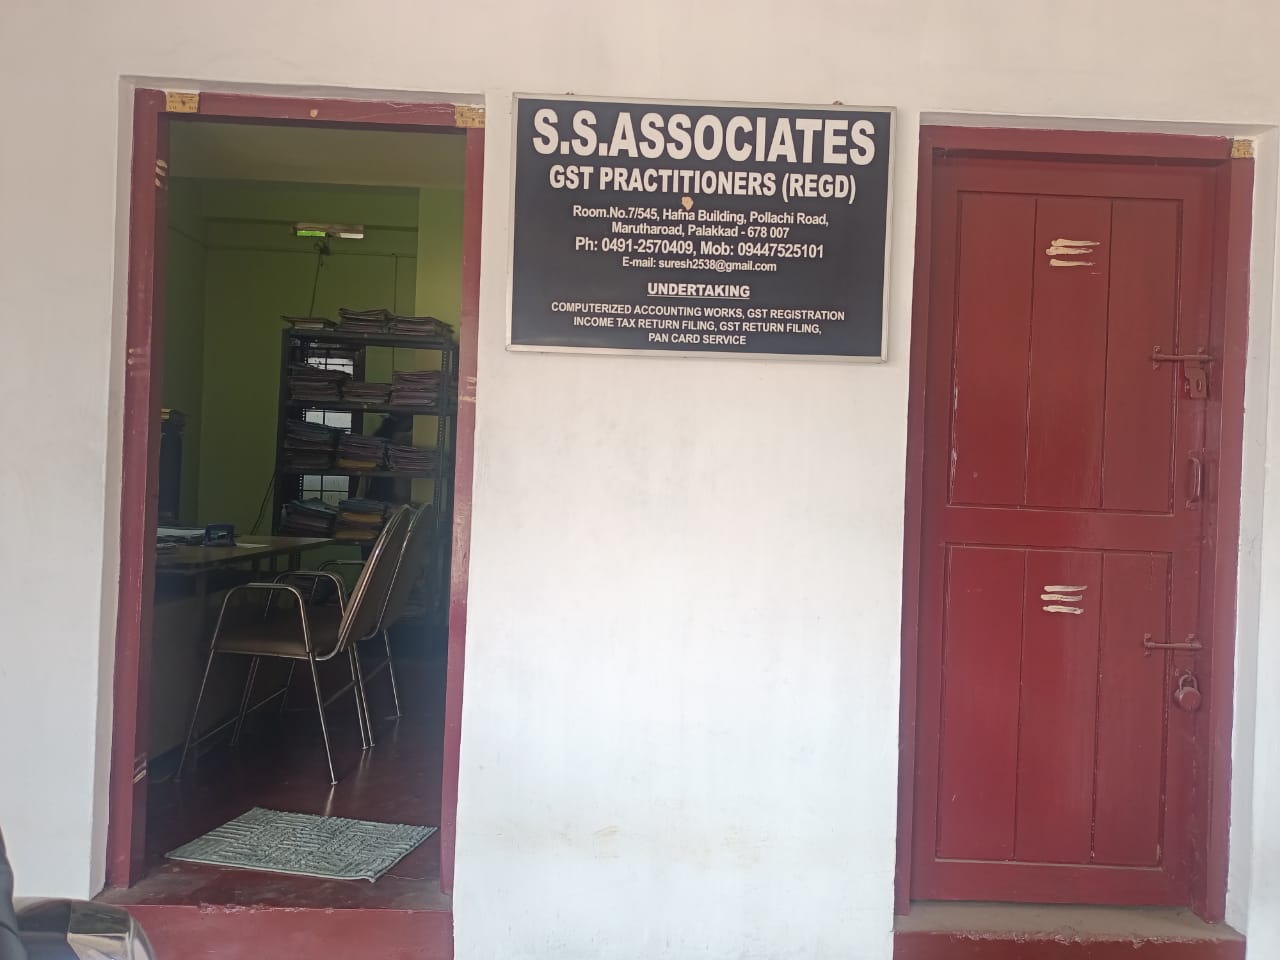 S.S.ASSOCIATES
GST PRACTITIONERS (REGD)
Room.No.7/545, Hafna Building, Pollachi Road,
Marutharoad, Palakkad - 678 007
Ph: 0491-2570409, Mob: 09447525101
E-mail: suresh2538@gmail.com
UNDERTAKING
COMPUTERIZED ACCOUNTING WORKS, GST REGISTRATION
INCOME TAX RETURN FILING, GST RETURN FILING,
PAN CARD SERVICE